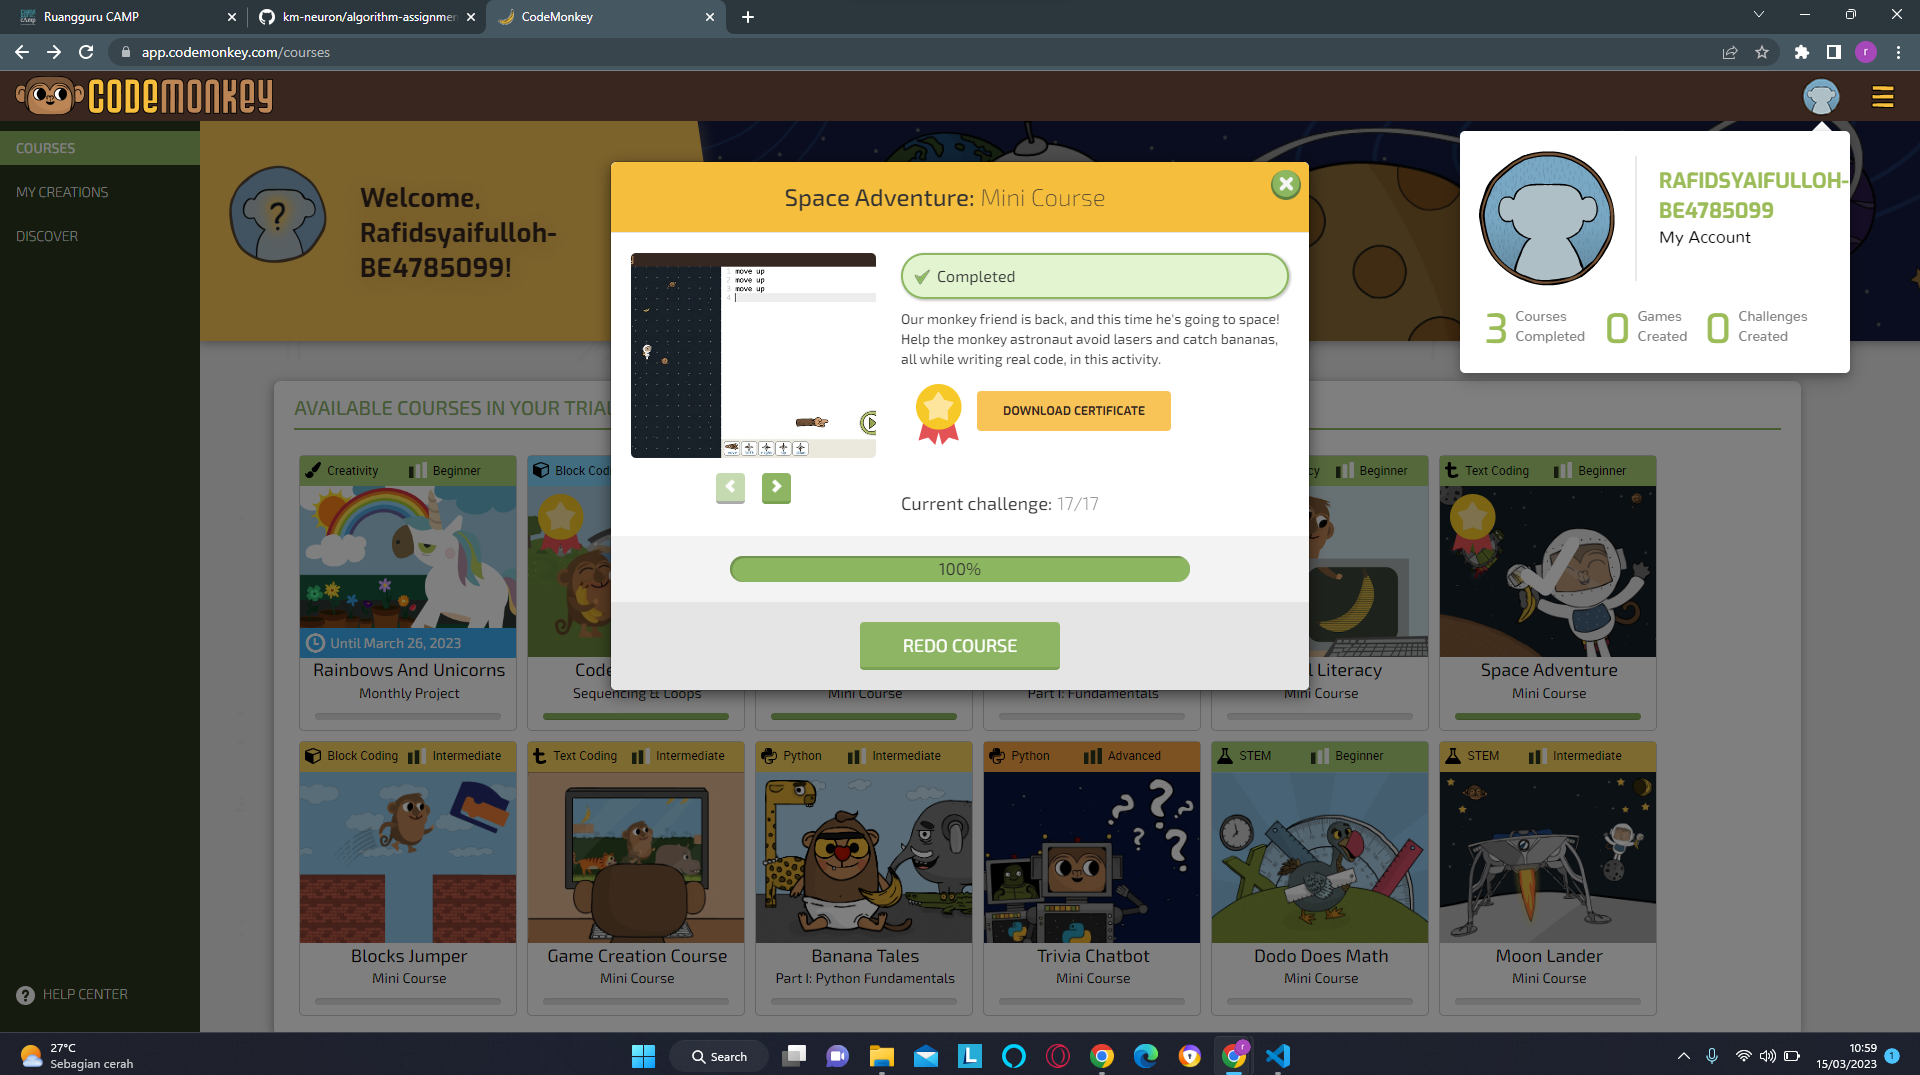 Ruangguru CAMP
km-neuron/algorithm-assignmen
CodeMonkey
app.codemonkey.com/courses
r
CODEMONKEY
COURSES
MY CREATIONS
DISCOVER
HELP CENTER
?
Welcome,
Rafidsyaifulloh-
BE4785099!
Space Adventure: Mini Course
1 move up
2 move up
3 move up
4
Completed
Our monkey friend is back, and this time he's going to space!
Help the monkey astronaut avoid lasers and catch bananas,
all while writing real code, in this activity.
DOWNLOAD CERTIFICATE
Current challenge: 17/17
100%
REDO COURSE
RAFIDSYAIFULLOH-
BE4785099
My Account
3 Courses Completed
0 Games Created
0 Challenges Created
AVAILABLE COURSES IN YOUR TRIAL
Creativity Beginner
Until March 26, 2023
Rainbows And Unicorns
Monthly Project
Block Cod
Code
Sequencing & Loops
Mini Course
Part I: Fundamentals
cy Beginner
l Literacy
Mini Course
Text Coding Beginner
Space Adventure
Mini Course
Block Coding Intermediate
Blocks Jumper
Mini Course
Text Coding Intermediate
Game Creation Course
Mini Course
Python Intermediate
Banana Tales
Part I: Python Fundamentals
Python Advanced
Trivia Chatbot
Mini Course
STEM Beginner
Dodo Does Math
Mini Course
STEM Intermediate
Moon Lander
Mini Course
27°C
Sebagian cerah
Search
L
r
10:59
15/03/2023
1